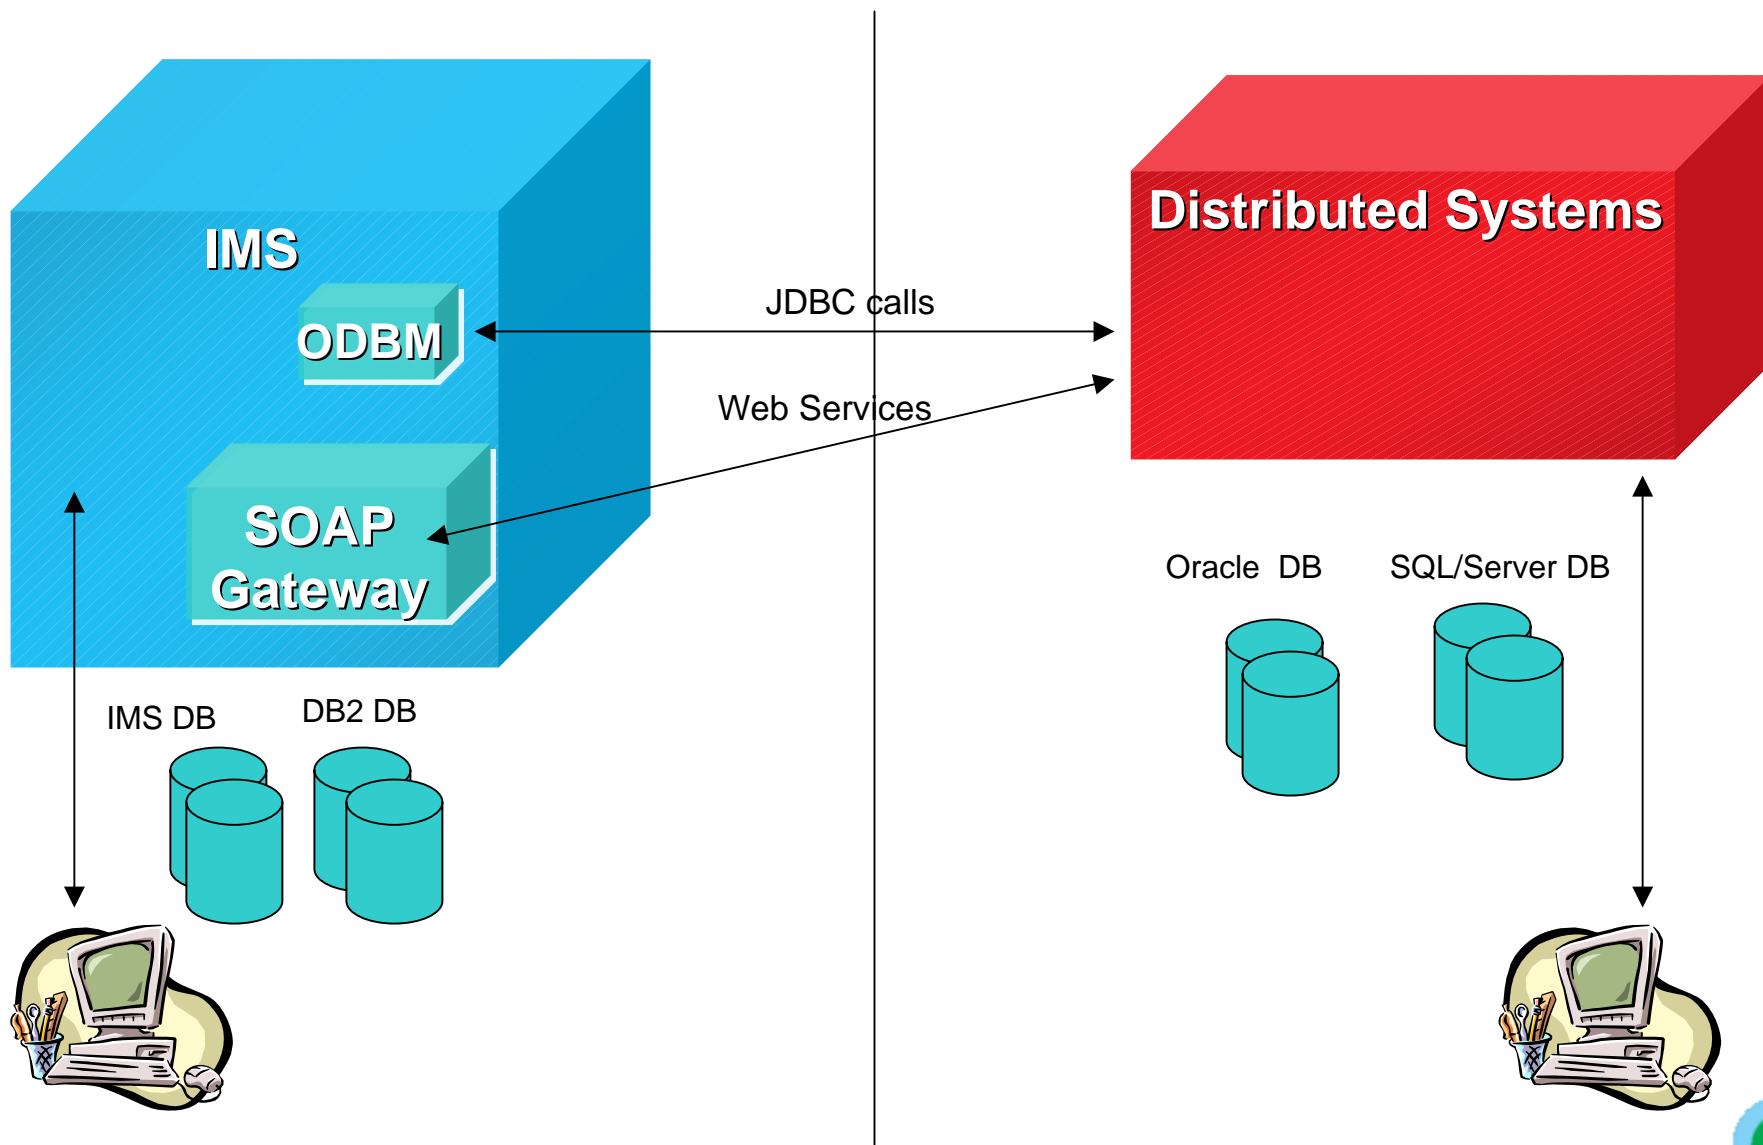 IMS
ODBM
SOAP
Gateway
JDBC calls
Web Services
Distributed Systems
IMS DB
DB2 DB
Oracle  DB
SQL/Server DB